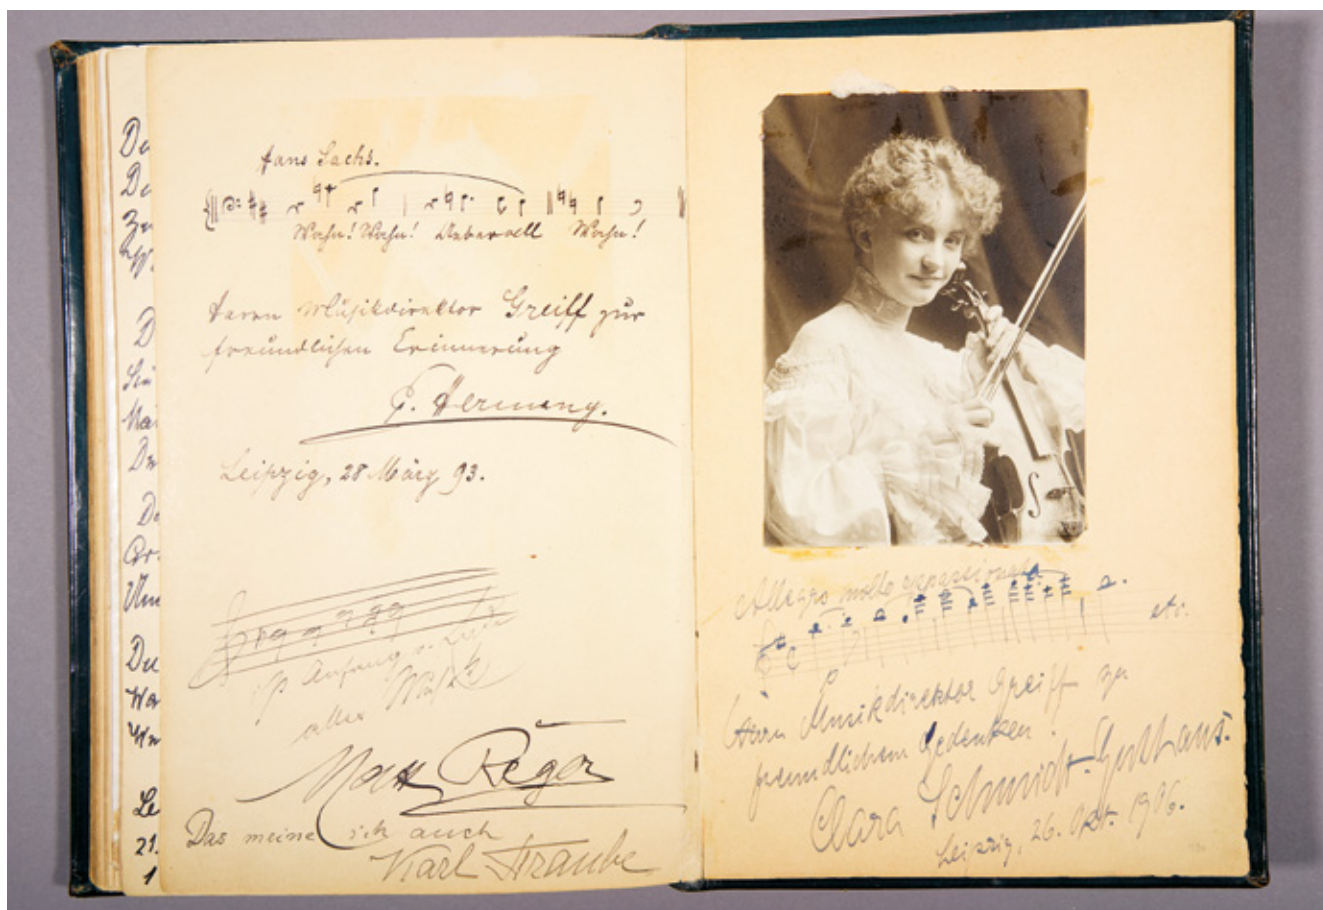 Hans Sachs.
Wahn! Wahn! Ueberall Wahn!
Herrn Musikdirektor Greiff zur
freundlichen Erinnerung
Leipzig, 28 März 93.
ist Anfang u. Ende
aller Musik
Max Reger
Das meine ich auch
Karl Straube
Allegro molto appassionato.
etc.
Herrn Musikdirektor Greiff zu
freundlichem Gedenken!
Clara Schmidt-Guthaus.
Leipzig, 26. Okt. 1906.